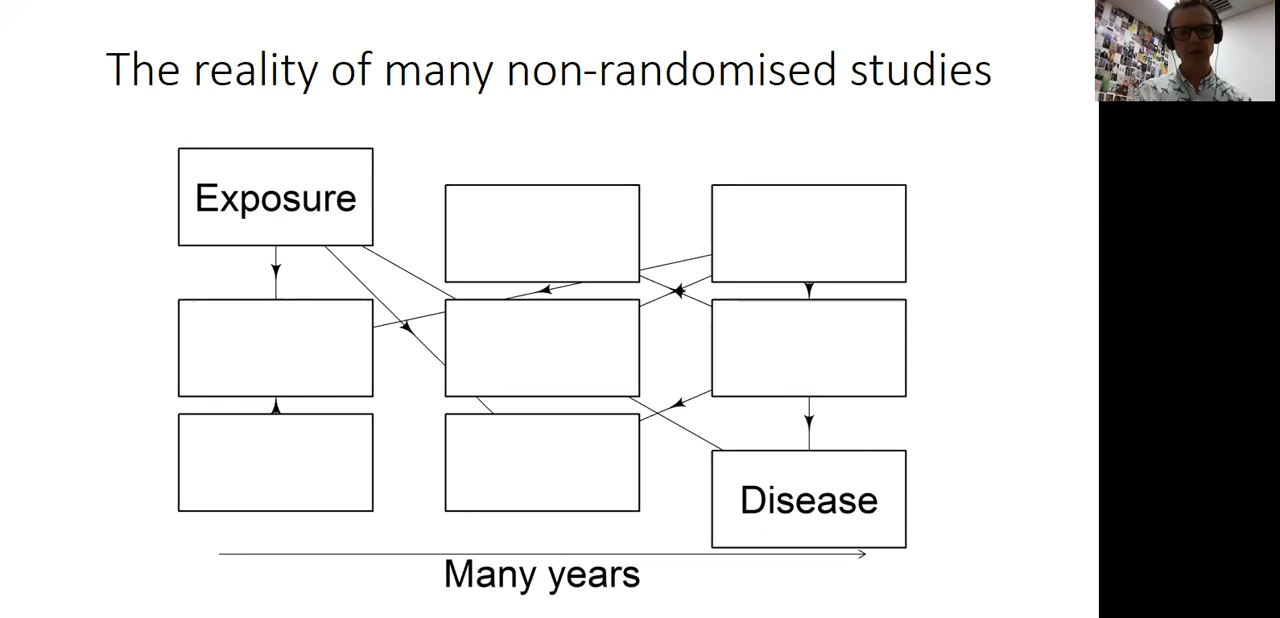 The reality of many non-randomised studies
Exposure
Disease
Many years